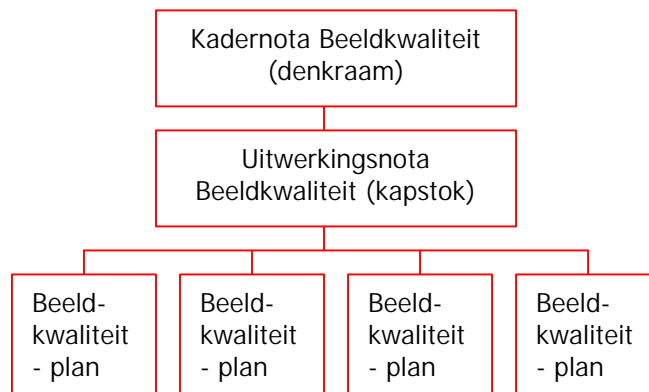 Kadernota Beeldkwaliteit
(denkraam)
Uitwerkingsnota
Beeldkwaliteit (kapstok)
Beeld-
kwaliteit
- plan
Beeld-
kwaliteit
- plan
Beeld-
kwaliteit
- plan
Beeld-
kwaliteit
- plan